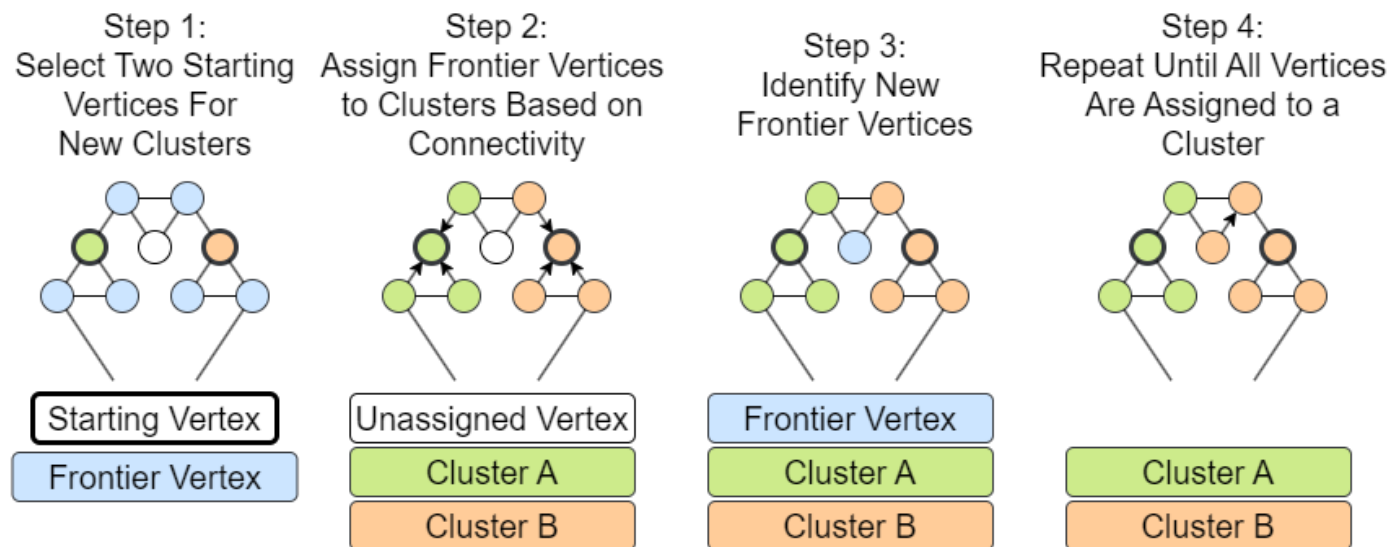 Step 1:
Select Two Starting
Vertices For
New Clusters
Step 2:
Assign Frontier Vertices
to Clusters Based on
Connectivity
Step 3:
Identify New
Frontier Vertices
Step 4:
Repeat Until All Vertices
Are Assigned to a
Cluster
Starting Vertex
Frontier Vertex
Unassigned Vertex
Cluster A
Cluster B
Frontier Vertex
Cluster A
Cluster B
Cluster A
Cluster B